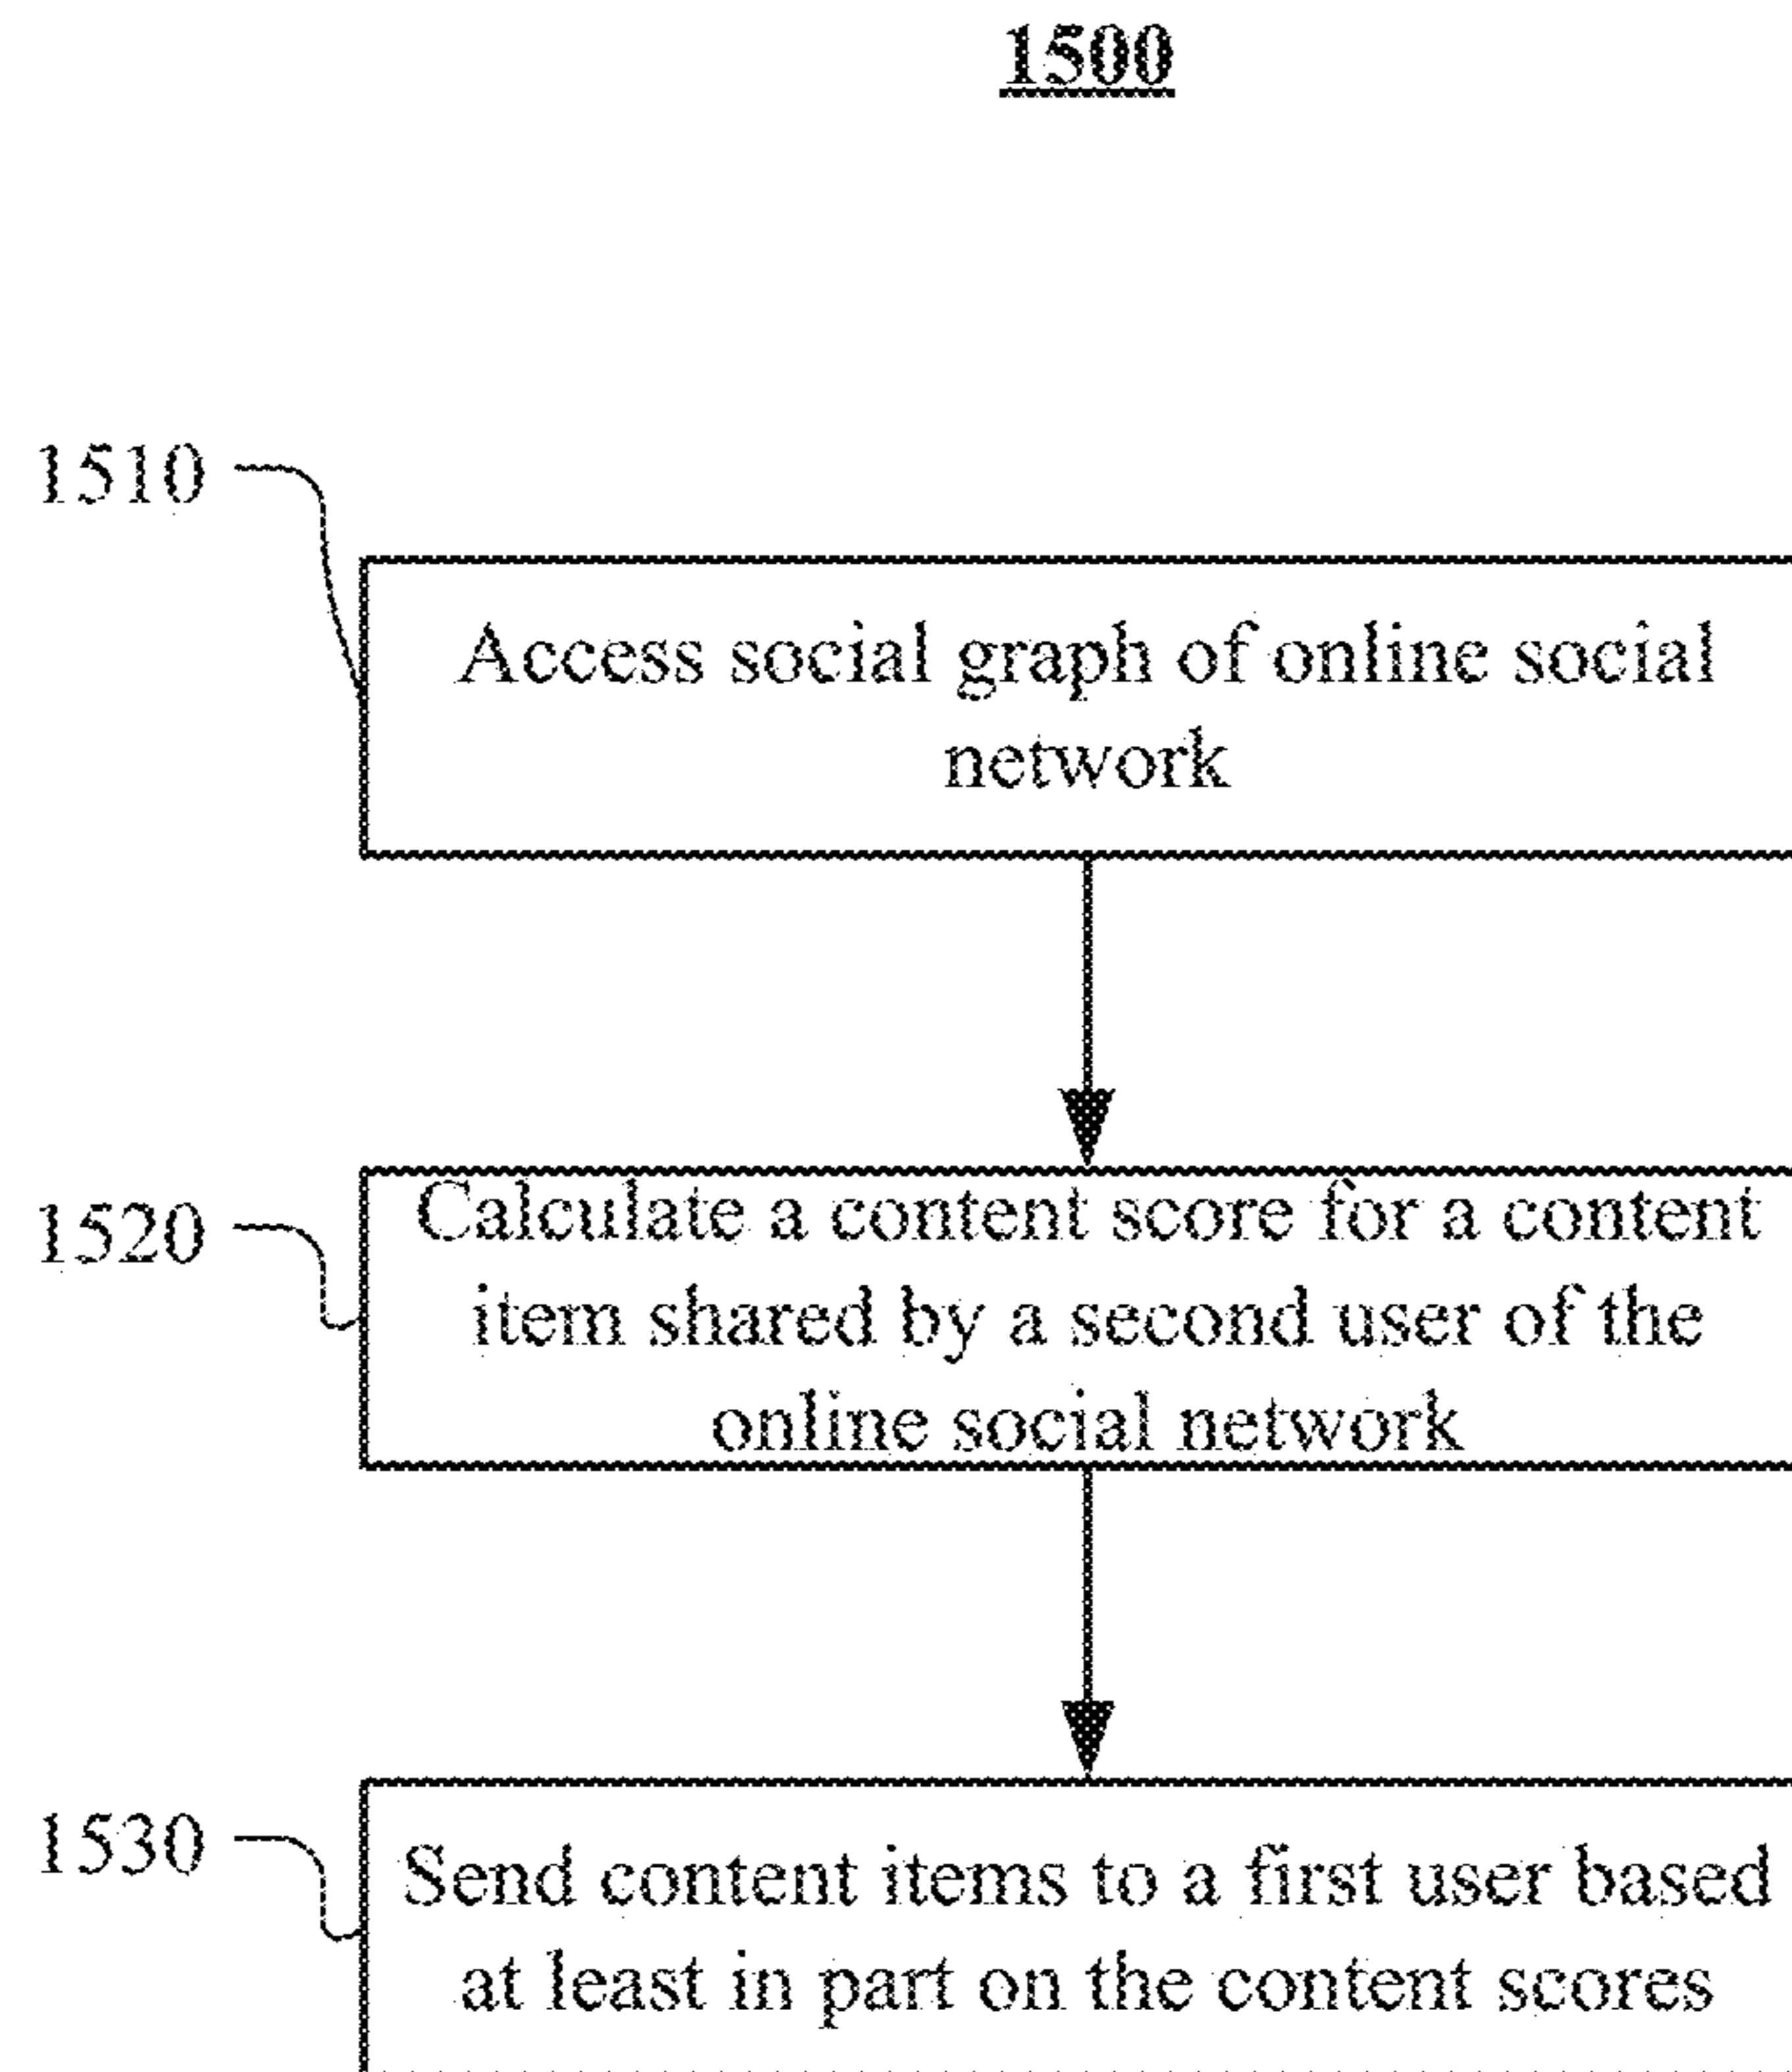 1500
1510
Access social graph of online social
network
1520
Calculate a content score for a content
item shared by a second user of the
online social network
1530
Send content items to a first user based
at least in part on the content scores